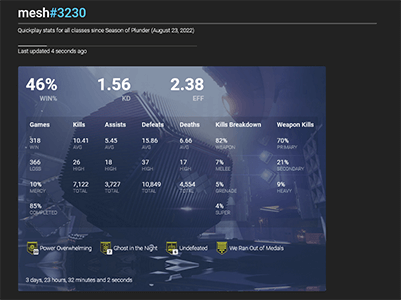 mesh#3230
Quickplay stats for all classes since Season of Plunder (August 23, 2022)
Last updated 4 seconds ago
46% 1.56 2.38
WIN% KD EFF
Games Kills Assists Defeats Deaths Kills Breakdown Weapon Kills
318 10.41 5.45 15.86 6.66 82% 70%
WIN AVG AVG AVG AVG WEAPON PRIMARY
366 26 18 37 17 7% 21%
LOSS HIGH HIGH HIGH HIGH MELEE SECONDARY
10% 7,122 3,727 10,849 4,554 5% 9%
MERCY TOTAL TOTAL TOTAL TOTAL GRENADE HEAVY
85% 4%
COMPLETED SUPER
Power Overwhelming Ghost in the Night Undefeated We Ran Out of Medals
3 days, 23 hours, 32 minutes and 2 seconds